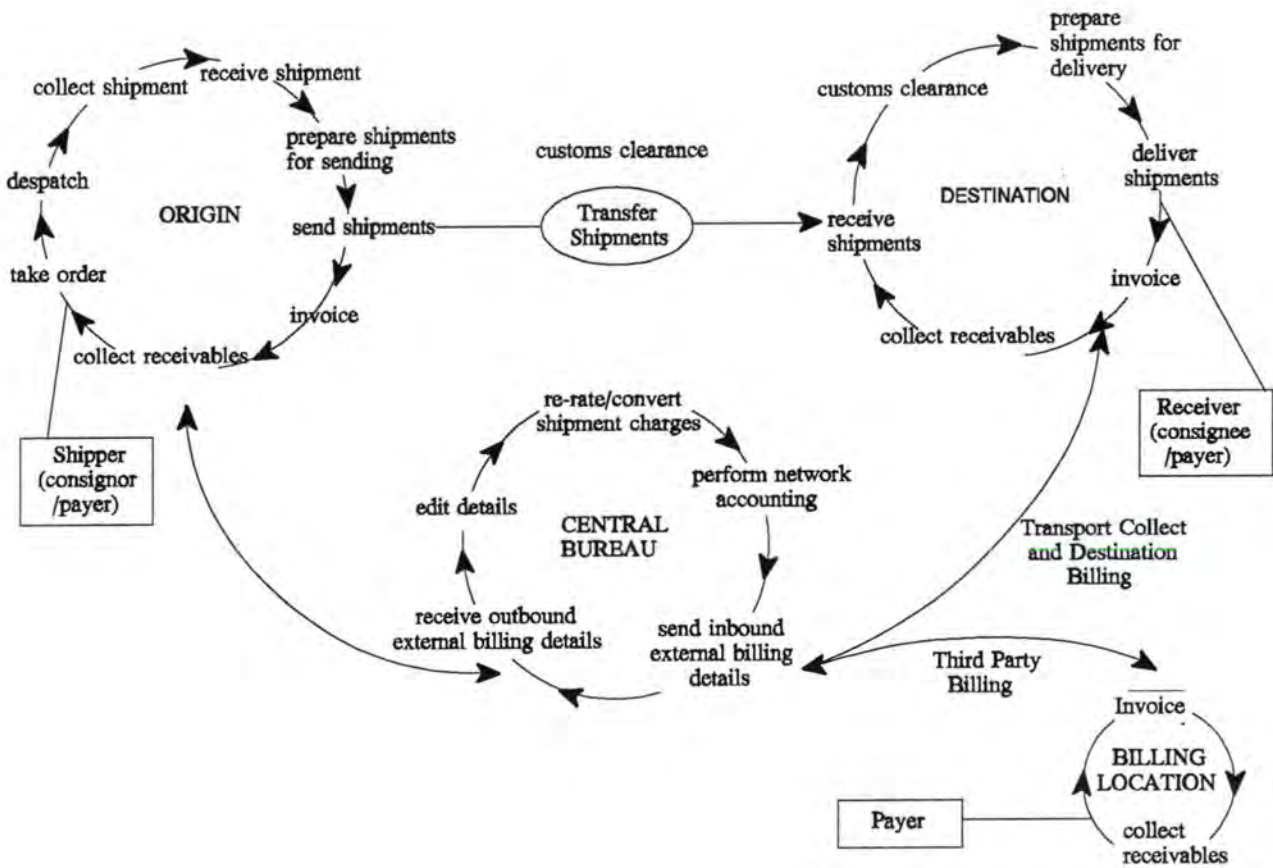 receive shipment
collect shipment
prepare shipments
for sending
despatch
ORIGIN
send shipments
take order
invoice
collect receivables
Shipper
(consignor
/payer)
customs clearance
Transfer
Shipments
prepare
shipments for
delivery
customs clearance
deliver
shipments
DESTINATION
receive
shipments
invoice
collect receivables
Receiver
(consignee
/payer)
re-rate/convert
shipment charges
perform network
accounting
edit details
CENTRAL
BUREAU
receive outbound
external billing details
send inbound
external billing
details
Transport Collect
and Destination
Billing
Third Party
Billing
Invoice
BILLING
LOCATION
Payer
collect
receivables